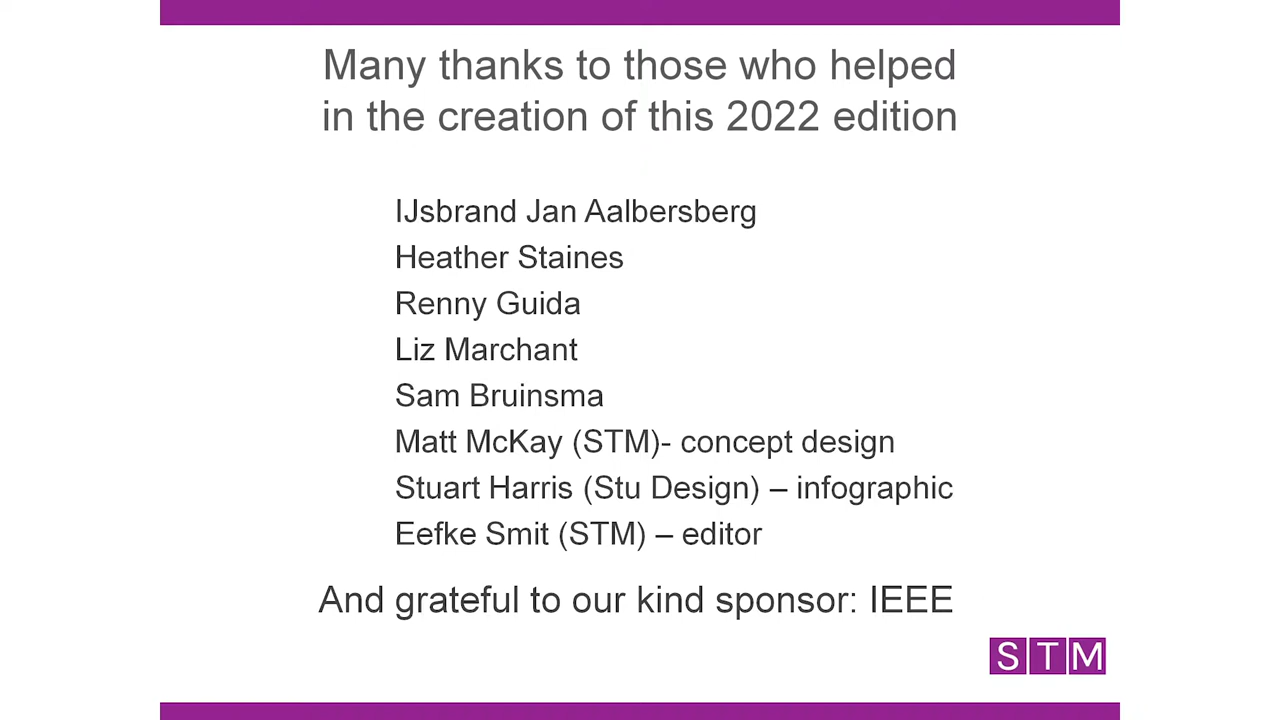 Many thanks to those who helped
in the creation of this 2022 edition
IJsbrand Jan Aalbersberg
Heather Staines
Renny Guida
Liz Marchant
Sam Bruinsma
Matt McKay (STM)- concept design
Stuart Harris (Stu Design) – infographic
Eefke Smit (STM) – editor
And grateful to our kind sponsor: IEEE
STM